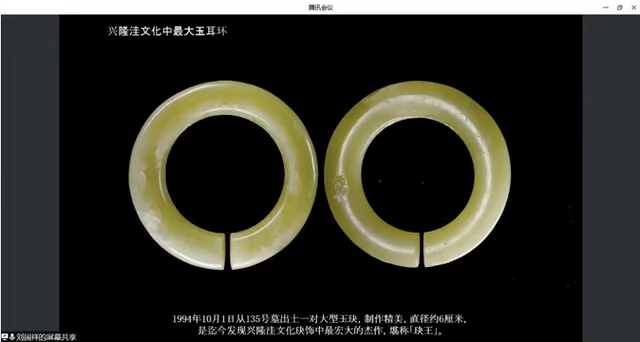 腾讯会议
兴隆洼文化中最大玉耳环
1994年10月1日从135号墓出土一对大型玉玦, 制作精美, 直径约6厘米,
是迄今发现兴隆洼文化玦饰中最宏大的杰作, 堪称「玦王」。
刘国祥的屏幕共享